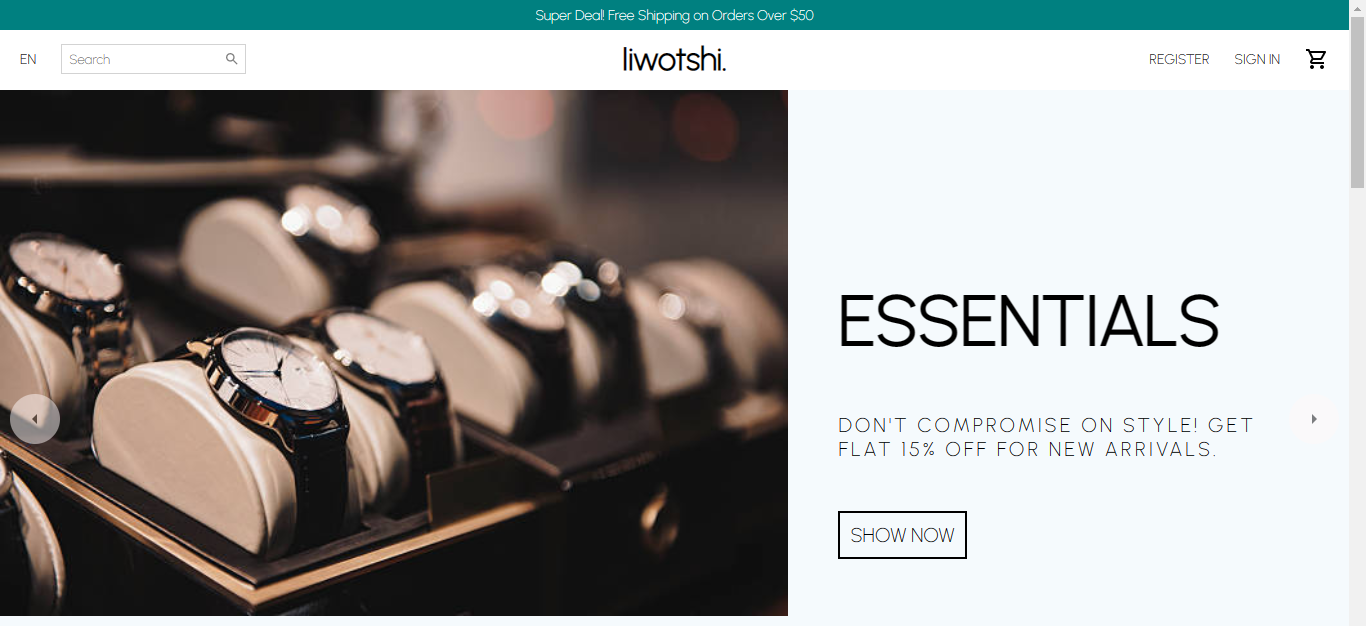 Super Deal! Free Shipping on Orders Over $50
EN
Search
liwotshi.
REGISTER
SIGN IN
ESSENTIALS
DON'T COMPROMISE ON STYLE! GET
FLAT 15% OFF FOR NEW ARRIVALS.
SHOW NOW